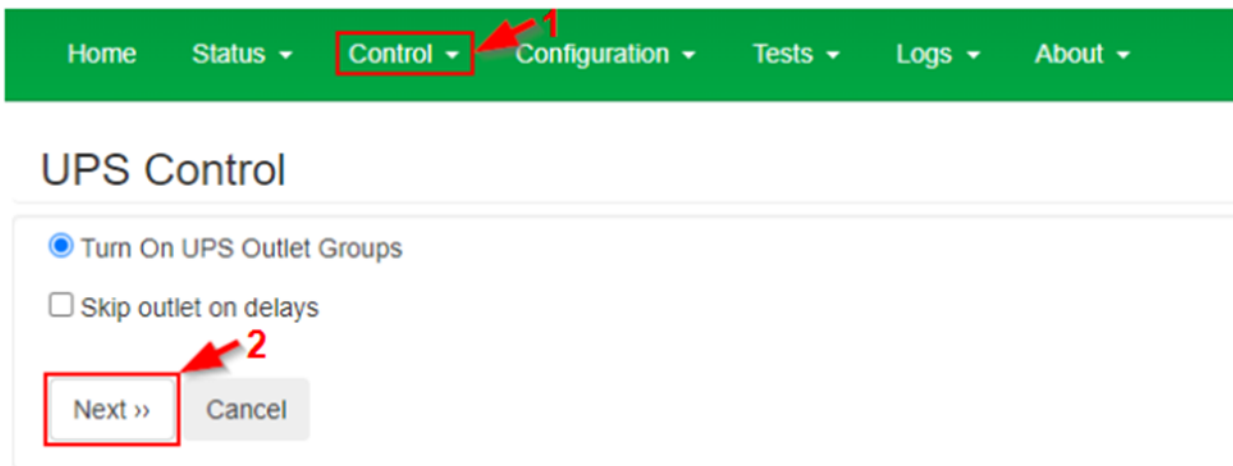 1
Home Status Control Configuration Tests Logs About
UPS Control
Turn On UPS Outlet Groups
Skip outlet on delays
2
Next ›› Cancel